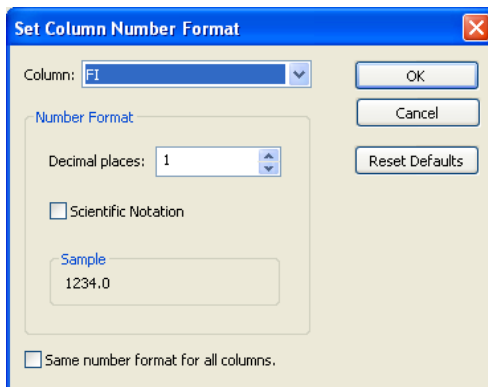 Set Column Number Format
Column: FI
OK
Number Format
Cancel
Decimal places: 1
Reset Defaults
Scientific Notation
Sample
1234.0
Same number format for all columns.